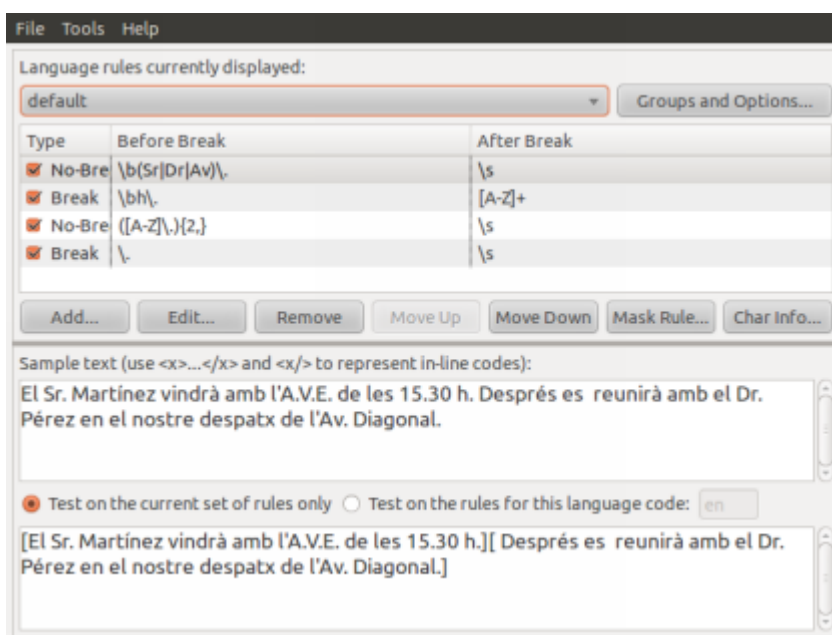 File Tools Help
Language rules currently displayed:
default
Groups and Options...
Type Before Break After Break
No-Bre \b(Sr|Dr|Av)\. \s
Break \bh\. [A-Z]+
No-Bre ([A-Z]\.){2,} \s
Break \. \s
Add... Edit... Remove Move Up Move Down Mask Rule... Char Info...
Sample text (use <x>...</x> and <x/> to represent in-line codes):
El Sr. Martínez vindrà amb l'A.V.E. de les 15.30 h. Després es  reunirà amb el Dr.
Pérez en el nostre despatx de l'Av. Diagonal.
Test on the current set of rules only Test on the rules for this language code: en
[El Sr. Martínez vindrà amb l'A.V.E. de les 15.30 h.][ Després es  reunirà amb el Dr.
Pérez en el nostre despatx de l'Av. Diagonal.]